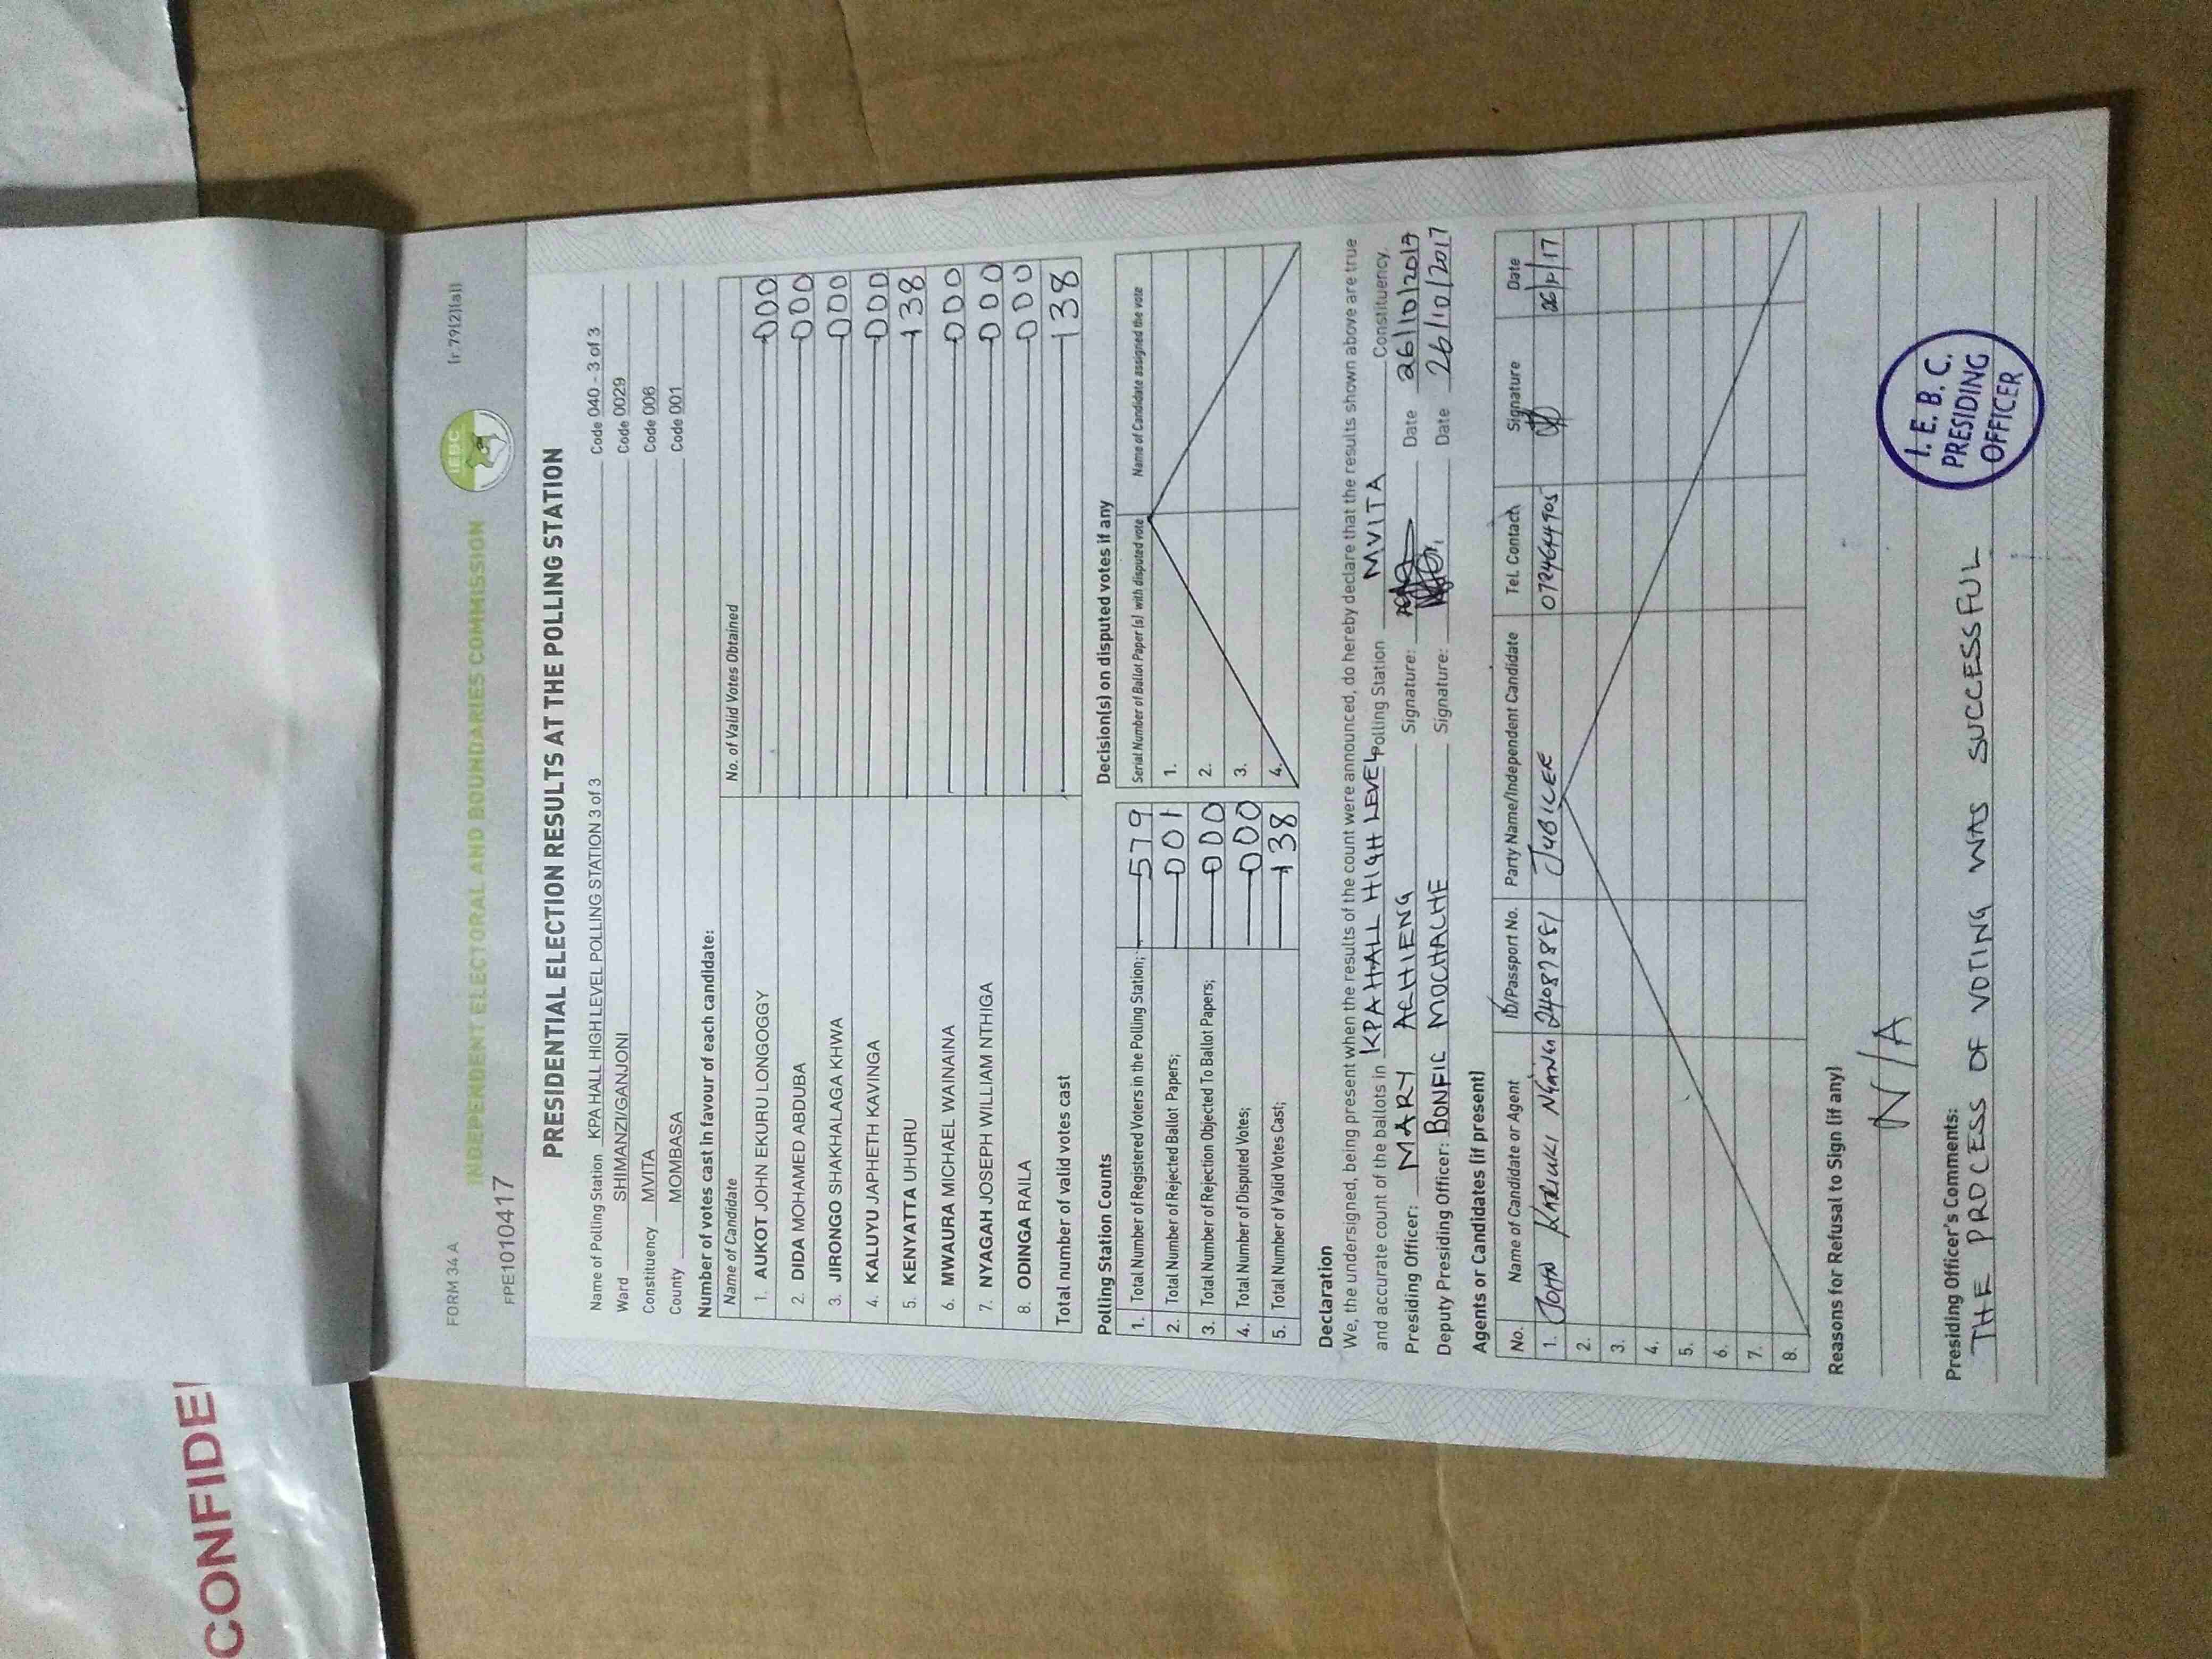 CONFIDE
FORM 34 A
(r.79(2)(a))
INDEPENDENT ELECTORAL AND BOUNDARIES COMMISSION
IEBC
FPE1010417
PRESIDENTIAL ELECTION RESULTS AT THE POLLING STATION
Name of Polling Station KPA HALL HIGH LEVEL POLLING STATION 3 of 3 Code 040 - 3 of 3
Ward SHIMANZI/GANJONI Code 0029
Constituency MVITA Code 006
County MOMBASA Code 001
Number of votes cast in favour of each candidate:
Name of Candidate No. of Valid Votes Obtained
1. AUKOT JOHN EKURU LONGOGGY 000
2. DIDA MOHAMED ABDUBA 000
3. JIRONGO SHAKHALAGA KHWA 000
4. KALUYU JAPHETH KAVINGA 000
5. KENYATTA UHURU 138
6. MWAURA MICHAEL WAINAINA 000
7. NYAGAH JOSEPH WILLIAM NTHIGA 000
8. ODINGA RAILA 000
Total number of valid votes cast 138
Polling Station Counts
1. Total Number of Registered Voters in the Polling Station; 579
2. Total Number of Rejected Ballot Papers; 001
3. Total Number of Rejection Objected To Ballot Papers; 000
4. Total Number of Disputed Votes; 000
5. Total Number of Valid Votes Cast; 138
Decision(s) on disputed votes if any
Serial Number of Ballot Paper (s) with disputed vote Name of Candidate assigned the vote
1.
2.
3.
4.
Declaration
We, the undersigned, being present when the results of the count were announced, do hereby declare that the results shown above are true
and accurate count of the ballots in KPA HALL HIGH LEVEL Polling Station MVITA Constituency.
Presiding Officer: MARY ACHIENG Signature: Date 26/10/2017
Deputy Presiding Officer: BONFIC MOCHACHE Signature: Date 26/10/2017
Agents or Candidates (if present)
No. Name of Candidate or Agent ID/Passport No. Party Name/Independent Candidate Tel. Contact Signature Date
1. JOHN KARIUKI 24087881 JUBILEE 0724644905 26/10/17
2.
3.
4.
5.
6.
7.
8.
Reasons for Refusal to Sign (if any)
N/A
Presiding Officer's Comments:
THE PROCESS OF VOTING WAS SUCCESSFUL
I. E. B. C.
PRESIDING
OFFICER